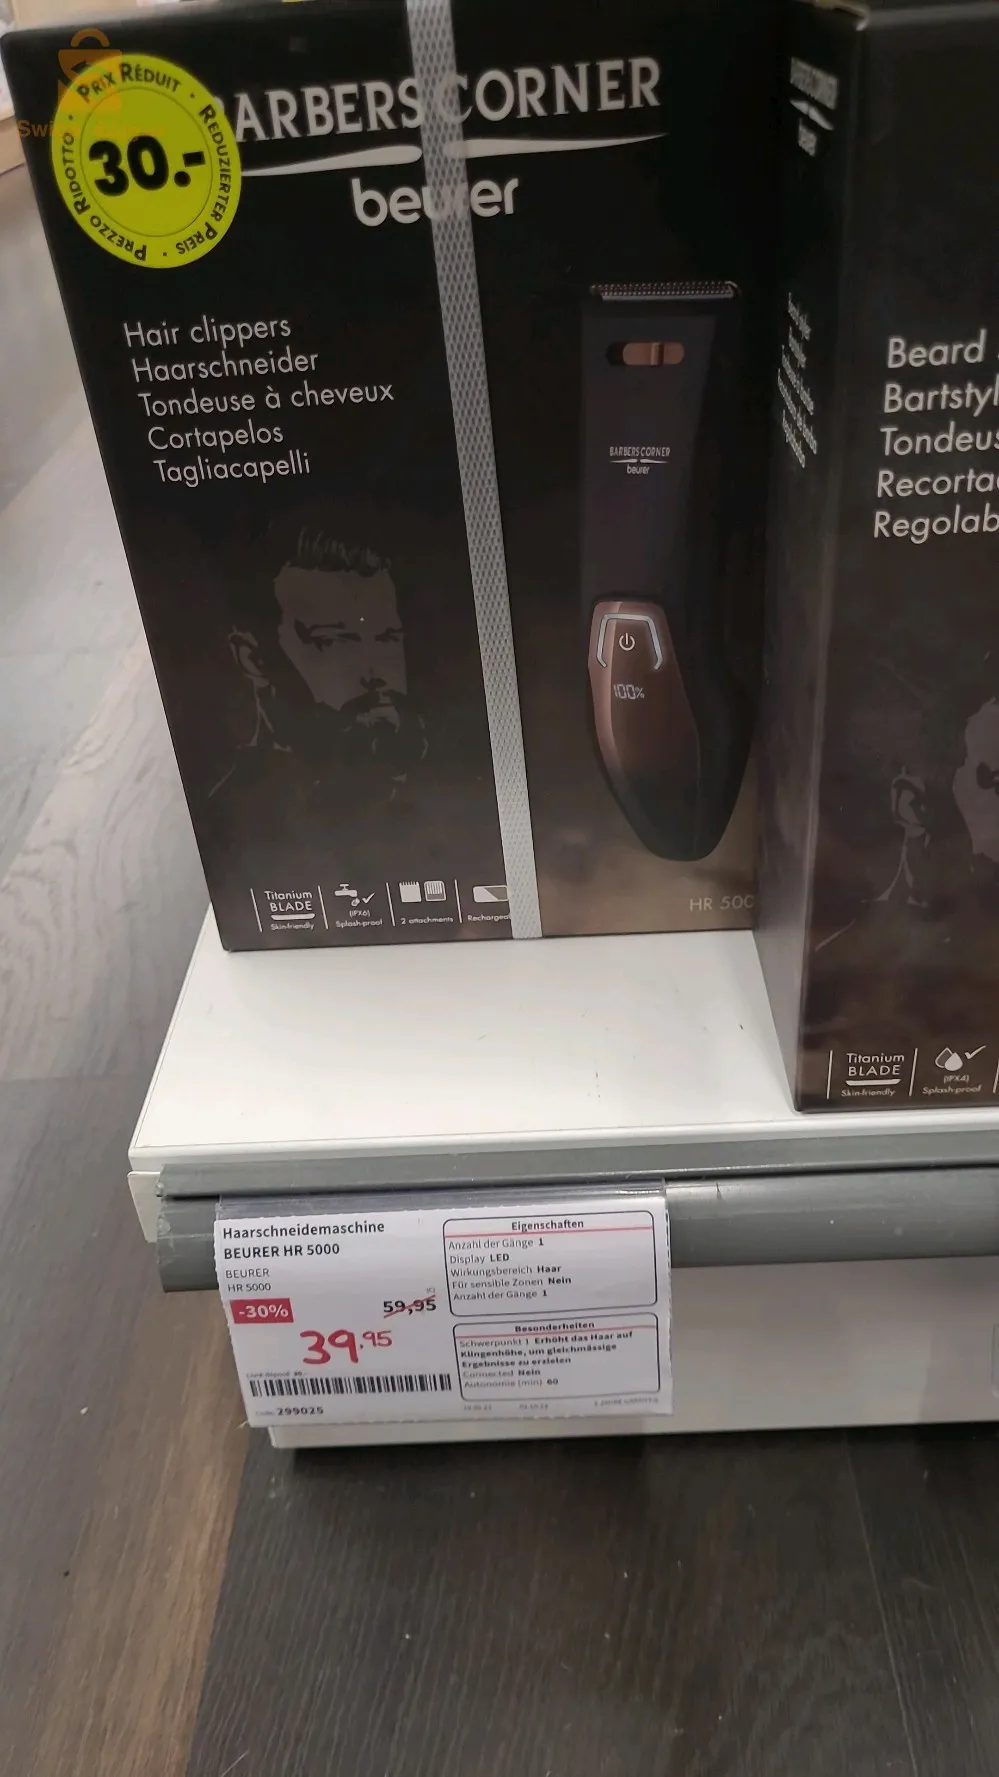 PRIX RÉDUIT · REDUZIERTER PREIS · PREZZO RIDOTTO ·
30.-
BARBERS CORNER
beurer
Hair clippers
Haarschneider
Tondeuse à cheveux
Cortapelos
Tagliacapelli
BARBERS CORNER
beurer
100%
Titanium
BLADE
Skin-friendly
(IPX6)
Splash-proof
2 attachments
Rechargea
HR 500
BARBERS CORNER
beurer
Beard
Bartstyl
Tondeus
Recorta
Regolab
Titanium
BLADE
Skin-friendly
(IPX4)
Splash-proof
Haarschneidemaschine
BEURER HR 5000
BEURER
HR 5000
-30%
59,95
39.95
299025
Eigenschaften
Anzahl der Gänge 1
Display LED
Wirkungsbereich Haar
Für sensible Zonen Nein
Anzahl der Gänge 1
Besonderheiten
Schwerpunkt 1 Erhöht das Haar auf
Klingenhöhe, um gleichmässige
Ergebnisse zu erzielen
Connected Nein
Autonomie (min) 60